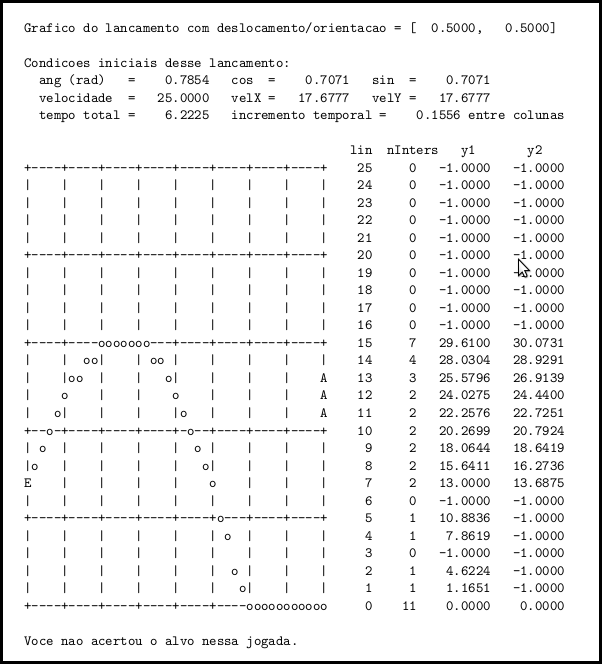 Grafico do lancamento com deslocamento/orientacao = [  0.5000,   0.5000]
Condicoes iniciais desse lancamento:
  ang (rad)   =    0.7854   cos  =    0.7071   sin  =    0.7071
  velocidade  =   25.0000   velX =   17.6777   velY =   17.6777
  tempo total =    6.2225   incremento temporal =    0.1556 entre colunas
                                            lin  nInters   y1       y2
+----+----+----+----+----+----+----+----+    25     0   -1.0000   -1.0000
|    |    |    |    |    |    |    |    |    24     0   -1.0000   -1.0000
|    |    |    |    |    |    |    |    |    23     0   -1.0000   -1.0000
|    |    |    |    |    |    |    |    |    22     0   -1.0000   -1.0000
|    |    |    |    |    |    |    |    |    21     0   -1.0000   -1.0000
+----+----+----+----+----+----+----+----+    20     0   -1.0000   -1.0000
|    |    |    |    |    |    |    |    |    19     0   -1.0000   -1.0000
|    |    |    |    |    |    |    |    |    18     0   -1.0000   -1.0000
|    |    |    |    |    |    |    |    |    17     0   -1.0000   -1.0000
|    |    |    |    |    |    |    |    |    16     0   -1.0000   -1.0000
+----+----ooooooo---+----+----+----+----+    15     7   29.6100   30.0731
|    |  oo|    | oo |    |    |    |    |    14     4   28.0304   28.9291
|    |oo  |    |   o|    |    |    |    A    13     3   25.5796   26.9139
|    o    |    |    o    |    |    |    A    12     2   24.0275   24.4400
|   o|    |    |    |o   |    |    |    A    11     2   22.2576   22.7251
+--o-+----+----+----+-o--+----+----+----+    10     2   20.2699   20.7924
| o  |    |    |    |  o |    |    |    |     9     2   18.0644   18.6419
|o   |    |    |    |   o|    |    |    |     8     2   15.6411   16.2736
E    |    |    |    |    o    |    |    |     7     2   13.0000   13.6875
|    |    |    |    |    |    |    |    |     6     0   -1.0000   -1.0000
+----+----+----+----+----+o---+----+----+     5     1   10.8836   -1.0000
|    |    |    |    |    | o  |    |    |     4     1    7.8619   -1.0000
|    |    |    |    |    |    |    |    |     3     0   -1.0000   -1.0000
|    |    |    |    |    |  o |    |    |     2     1    4.6224   -1.0000
|    |    |    |    |    |   o|    |    |     1     1    1.1651   -1.0000
+----+----+----+----+----+----ooooooooooo     0    11    0.0000    0.0000
Voce nao acertou o alvo nessa jogada.